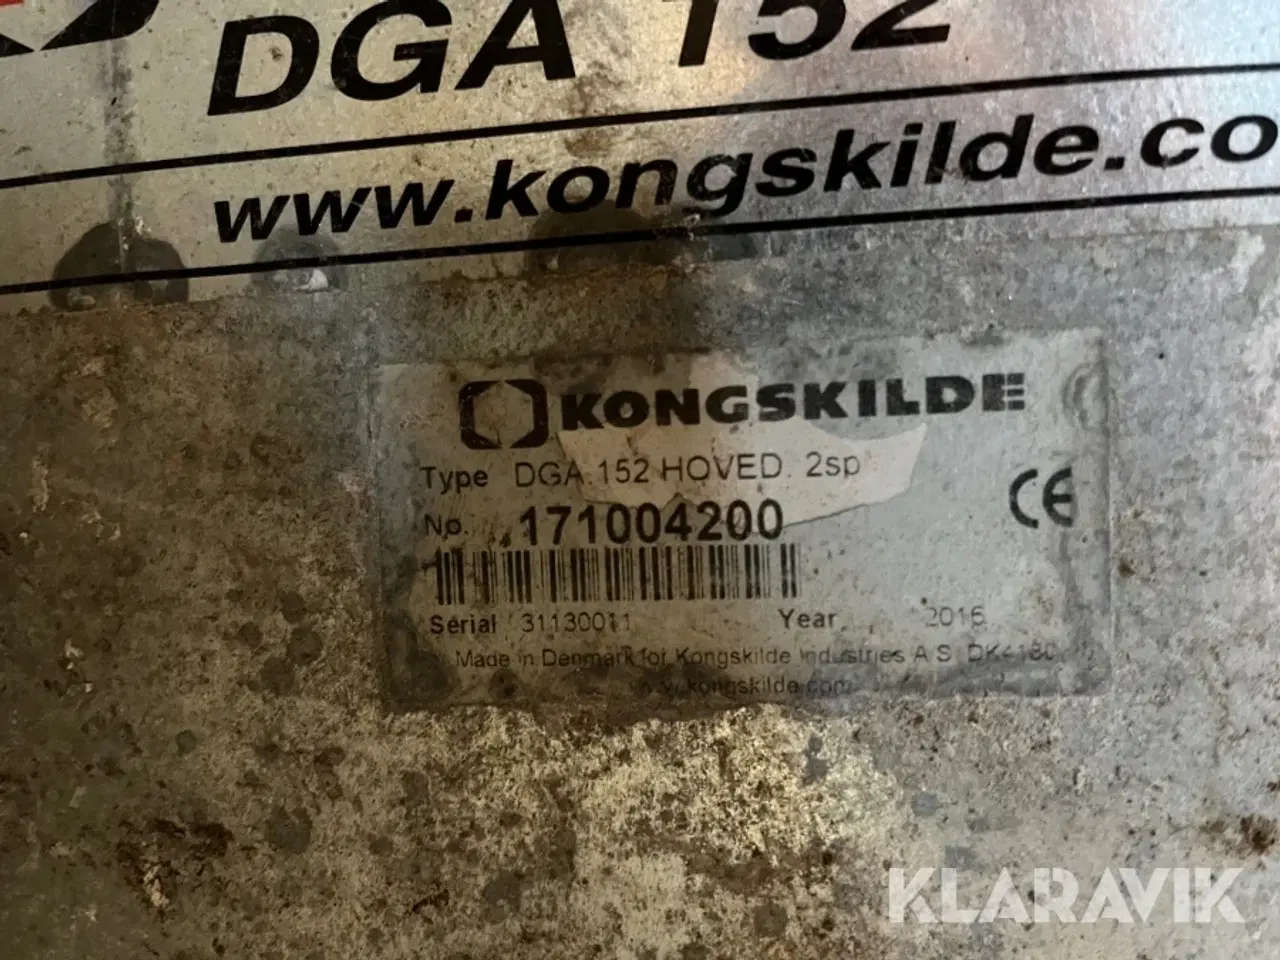 DGA 152
www.kongskilde.co
KONGSKILDE
Type DGA 152 HOVED. 2sp
CE
No. 171004200
Serial 31130011 Year 2016
Made in Denmark for Kongskilde Industries A.S. DK4180
www.kongskilde.com
KLARAVIK